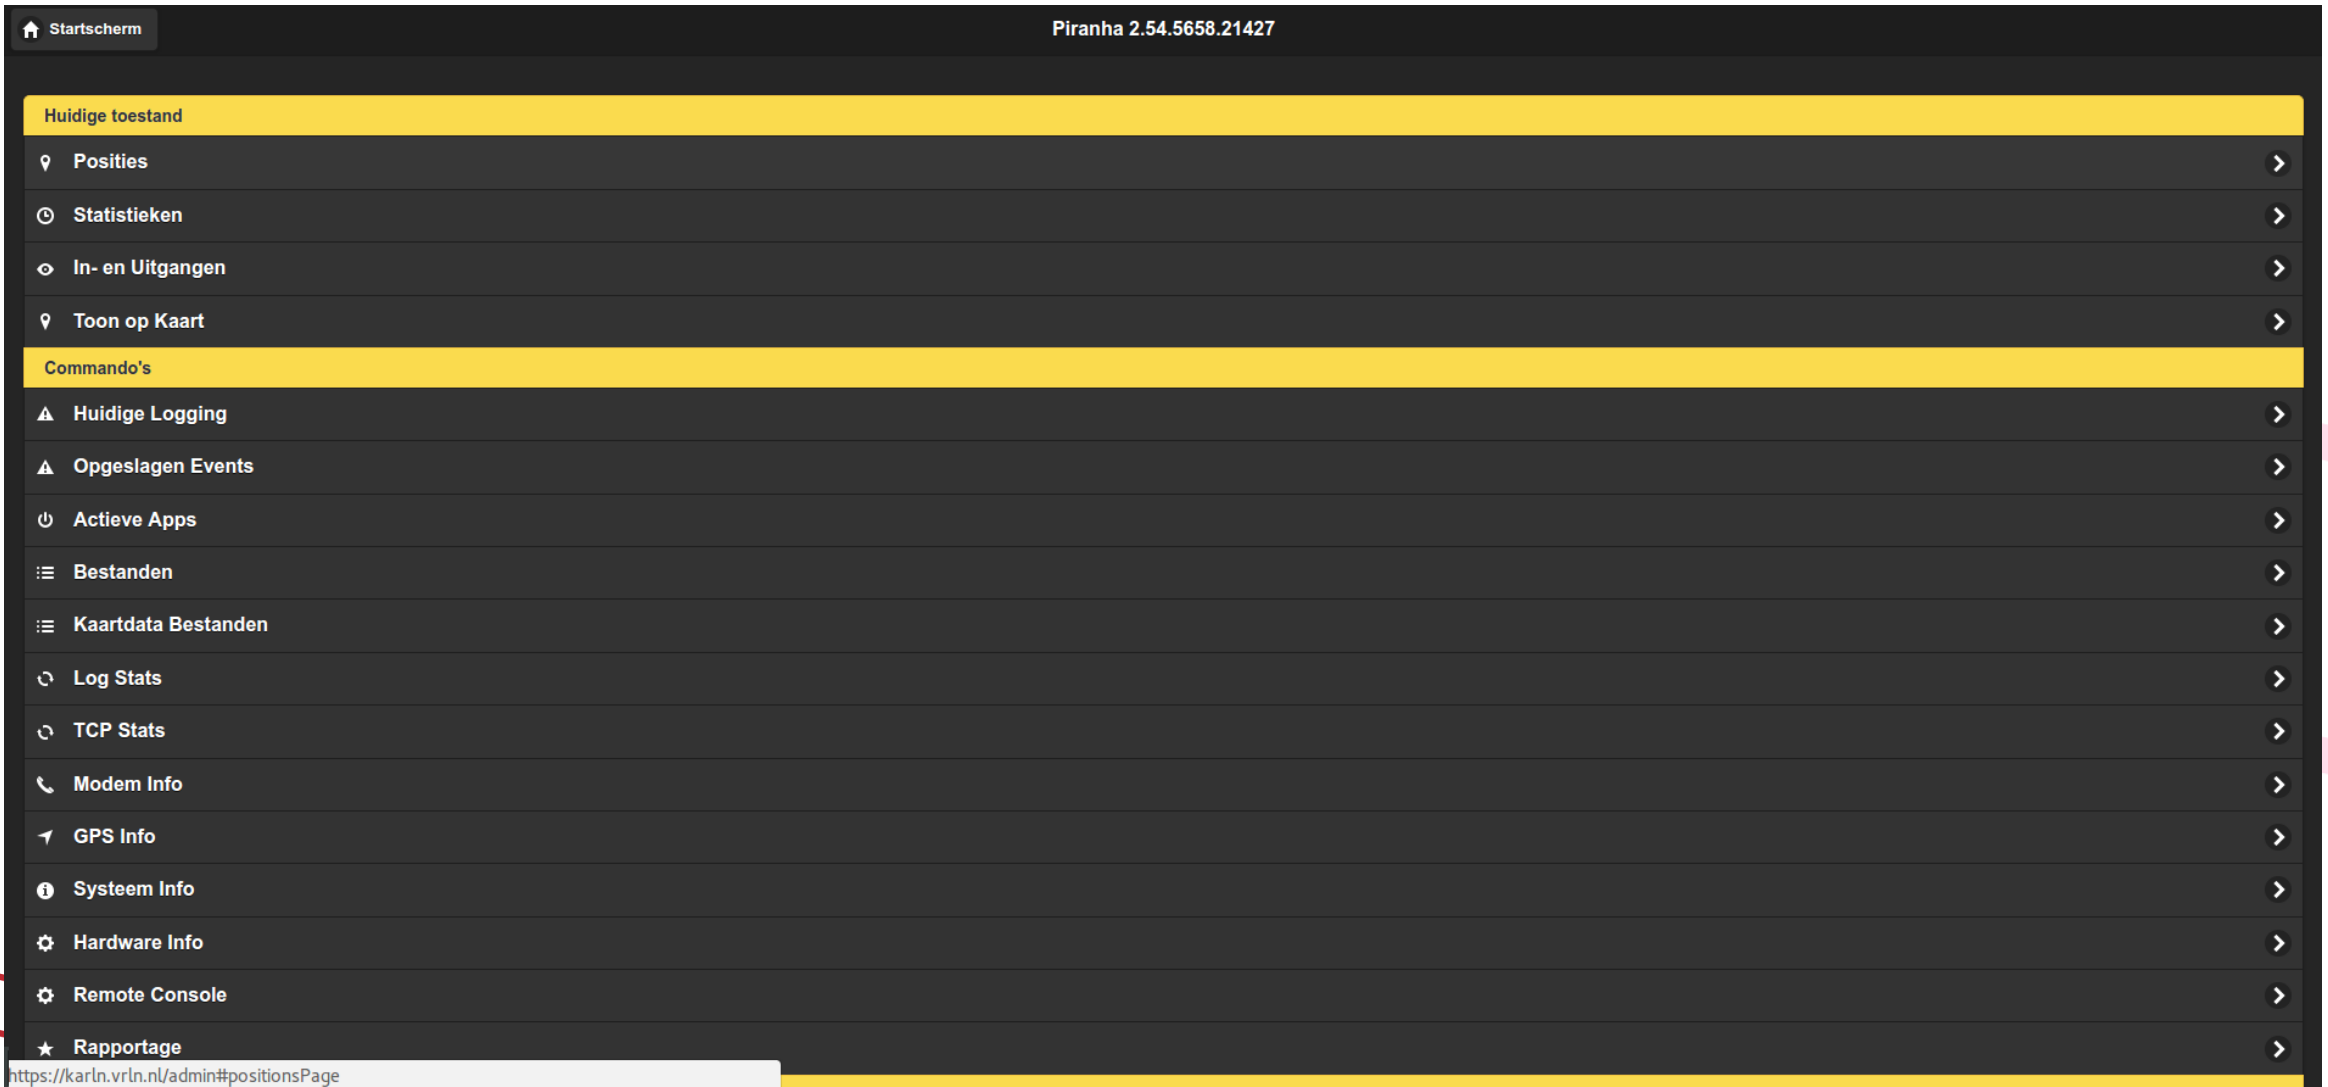 Startscherm
Piranha 2.54.5658.21427
Huidige toestand
Posities
Statistieken
In- en Uitgangen
Toon op Kaart
Commando's
Huidige Logging
Opgeslagen Events
Actieve Apps
Bestanden
Kaartdata Bestanden
Log Stats
TCP Stats
Modem Info
GPS Info
Systeem Info
Hardware Info
Remote Console
Rapportage
https://karln.vrln.nl/admin#positionsPage